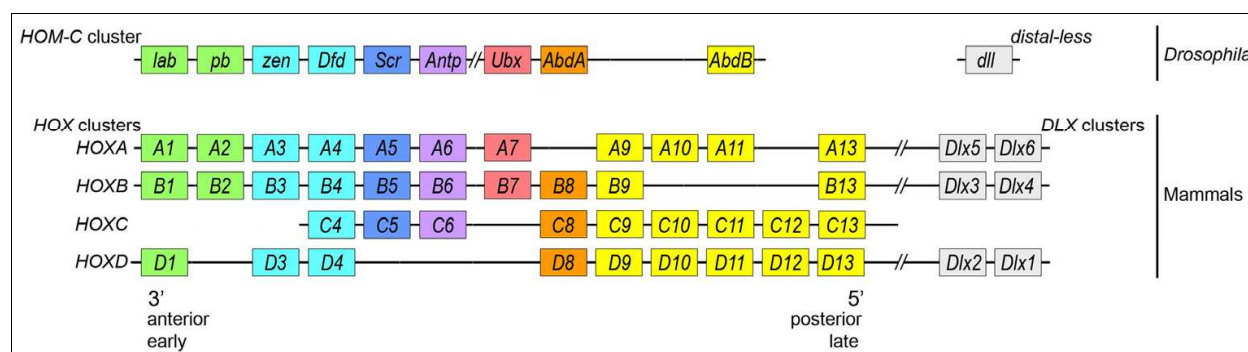 HOM-C cluster
distal-less
lab pb zen Dfd Scr Antp // Ubx AbdA AbdB dll
Drosophila
HOX clusters
DLX clusters
HOXA A1 A2 A3 A4 A5 A6 A7 A9 A10 A11 A13 // Dlx5 Dlx6
HOXB B1 B2 B3 B4 B5 B6 B7 B8 B9 B13 // Dlx3 Dlx4
Mammals
HOXC C4 C5 C6 C8 C9 C10 C11 C12 C13
HOXD D1 D3 D4 D8 D9 D10 D11 D12 D13 // Dlx2 Dlx1
3’ 5’
anterior posterior
early late